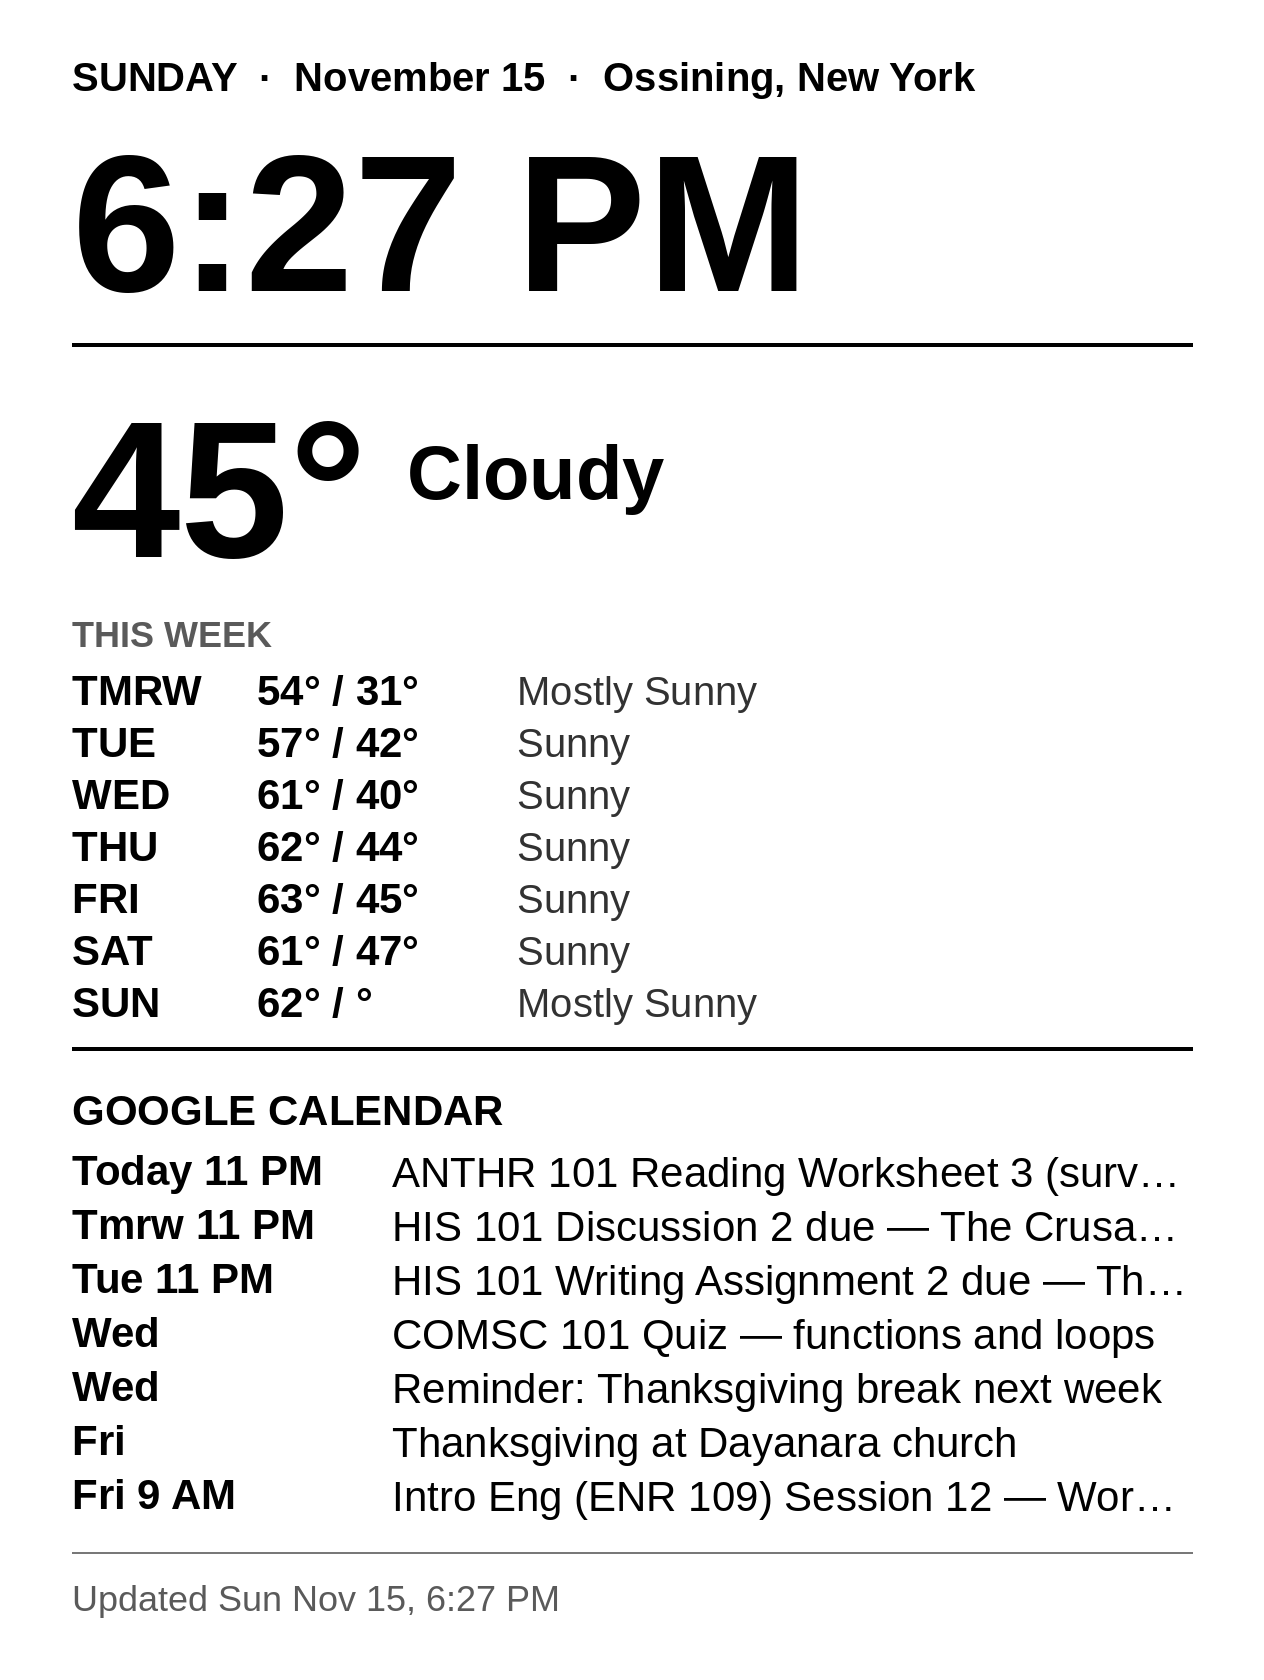 SUNDAY · November 15 · Ossining, New York
6:27 PM
45° Cloudy
THIS WEEK
TMRW 54° / 31° Mostly Sunny
TUE 57° / 42° Sunny
WED 61° / 40° Sunny
THU 62° / 44° Sunny
FRI 63° / 45° Sunny
SAT 61° / 47° Sunny
SUN 62° / ° Mostly Sunny
GOOGLE CALENDAR
Today 11 PM ANTHR 101 Reading Worksheet 3 (surv…
Tmrw 11 PM HIS 101 Discussion 2 due — The Crusa…
Tue 11 PM HIS 101 Writing Assignment 2 due — Th…
Wed COMSC 101 Quiz — functions and loops
Wed Reminder: Thanksgiving break next week
Fri Thanksgiving at Dayanara church
Fri 9 AM Intro Eng (ENR 109) Session 12 — Wor…
Updated Sun Nov 15, 6:27 PM